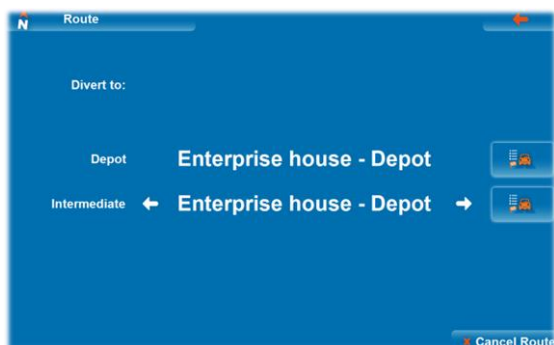 N Route
Divert to:
Depot Enterprise house - Depot
Intermediate Enterprise house - Depot
Cancel Route